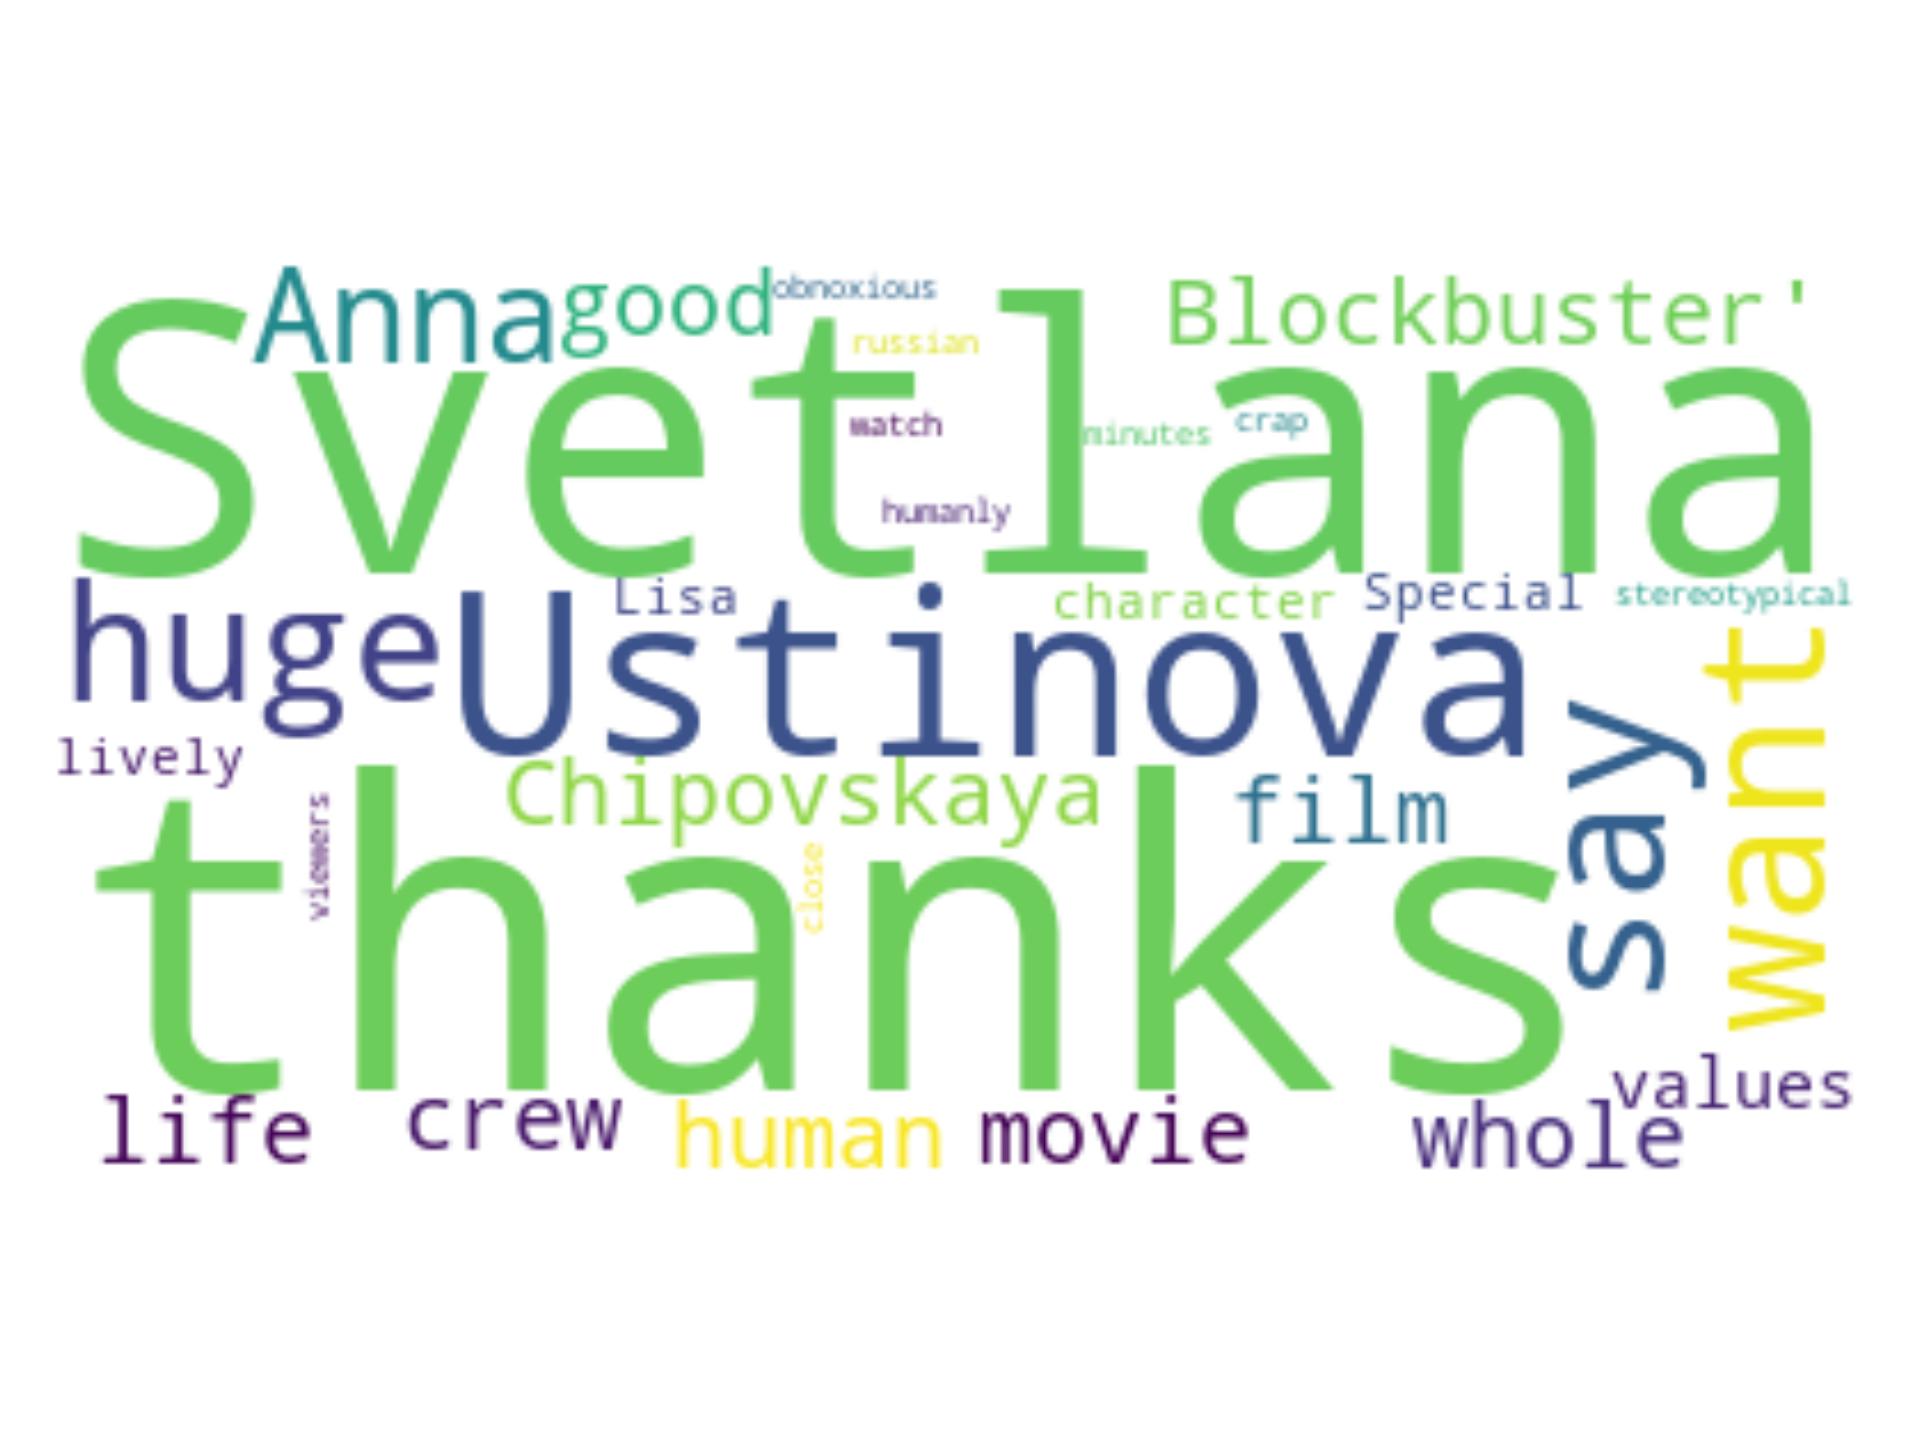 Anna good obnoxious Blockbuster'
russian
Svetlana
watch minutes crap
humanly
huge Ustinova Lisa character Special stereotypical
want
say
lively Chipovskaya film
viewers
close
thanks
values
life crew human movie whole